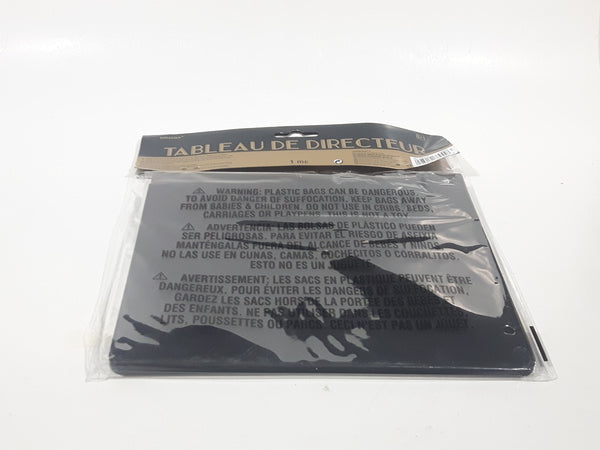 TABLEAU DE DIRECTEUR
1 mc
WARNING: PLASTIC BAGS CAN BE DANGEROUS.
TO AVOID DANGER OF SUFFOCATION, KEEP BAGS AWAY
FROM BABIES & CHILDREN. DO NOT USE IN CRIBS, BEDS,
CARRIAGES OR PLAYPENS. THIS IS NOT A TOY.
ADVERTENCIA: LAS BOLSAS DE PLÁSTICO PUEDEN
SER PELIGROSAS. PARA EVITAR EL RIESGO DE ASFIXIA
MANTÉNGALAS FUERA DEL ALCANCE DE BEBES Y NIÑOS.
NO LAS USE EN CUNAS, CAMAS, COCHECITOS O CORRALITOS.
ESTO NO ES UN JUGUETE.
AVERTISSEMENT: LES SACS EN PLASTIQUE PEUVENT ÊTRE
DANGEREUX. POUR ÉVITER LES DANGERS DE SUFFOCATION,
GARDEZ LES SACS HORS DE LA PORTÉE DES BÉBÉS ET
DES ENFANTS. NE PAS UTILISER DANS LES COUCHETTES,
LITS, POUSSETTES OU PARCS. CECI N'EST PAS UN JOUET.